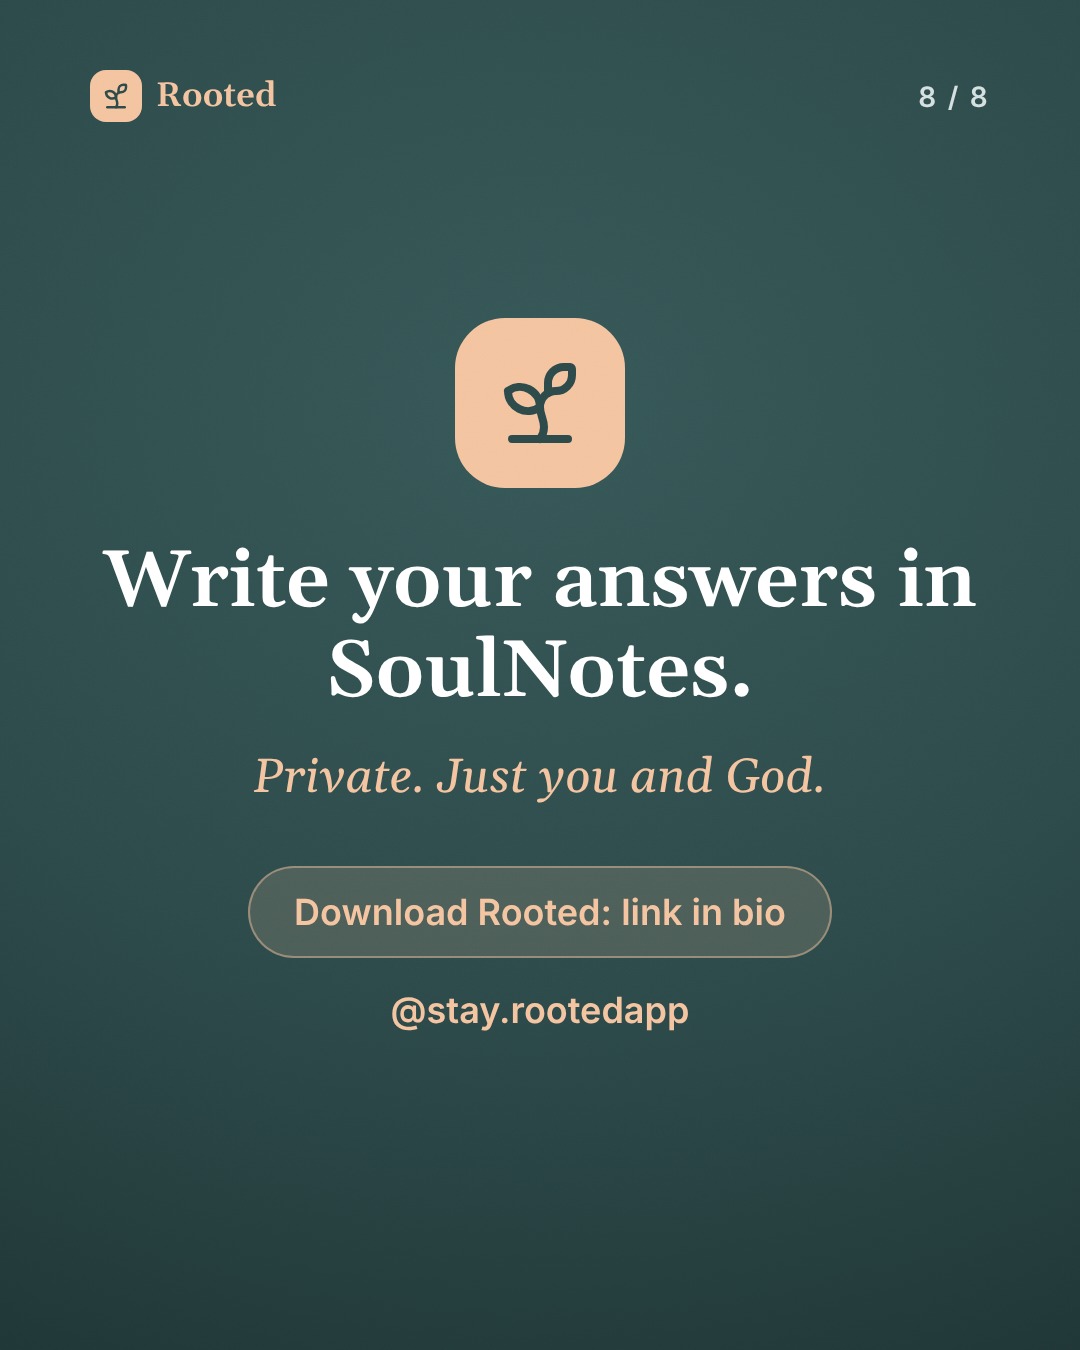 Rooted
8 / 8
Write your answers in
SoulNotes.
Private. Just you and God.
Download Rooted: link in bio
@stay.rootedapp